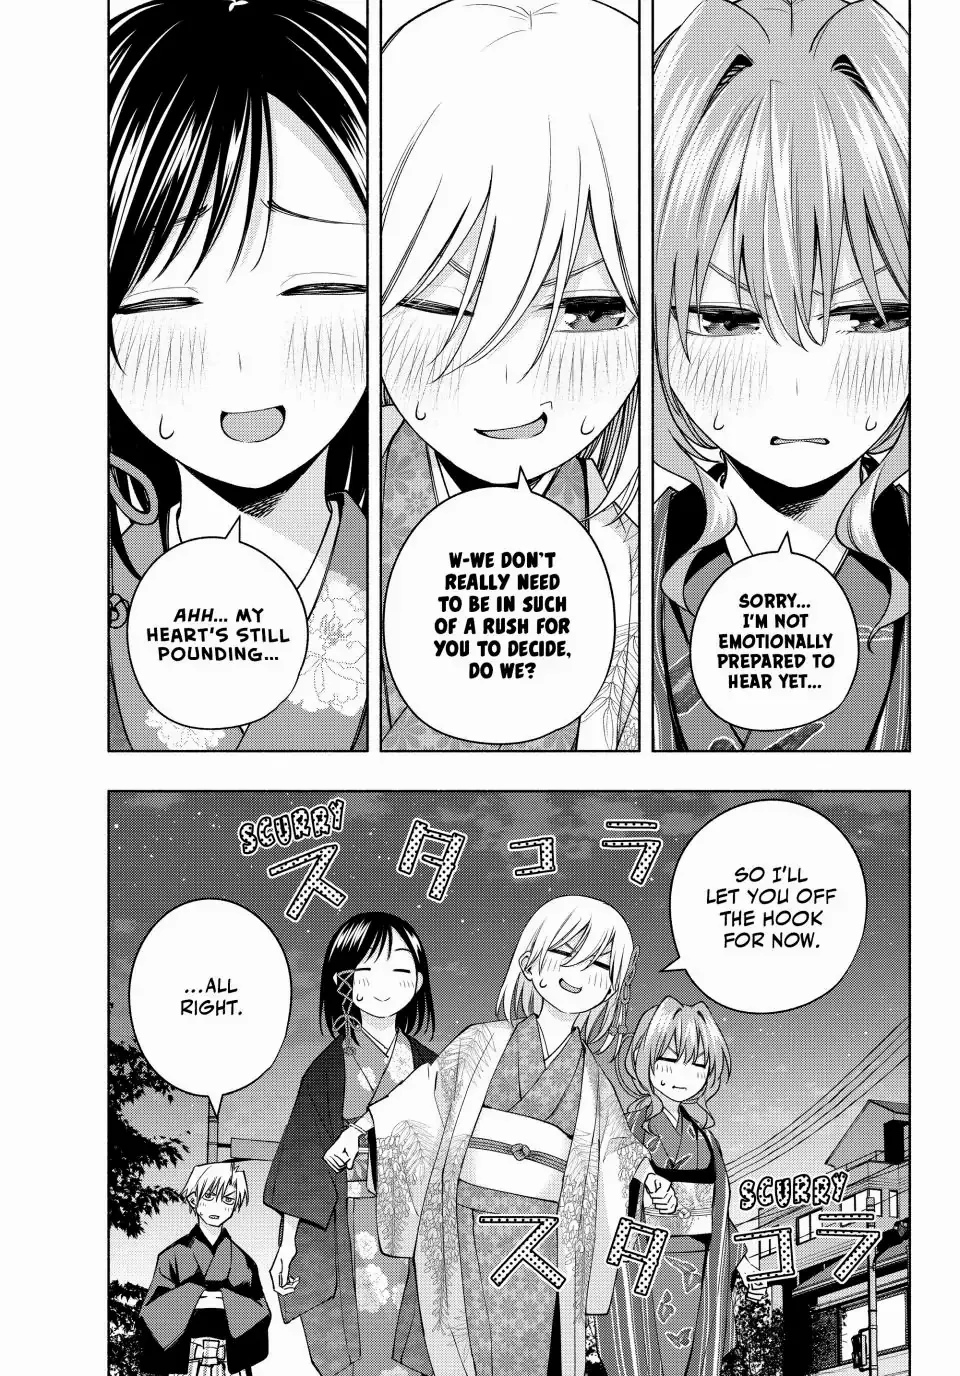 SORRY...
I'M NOT
EMOTIONALLY
PREPARED TO
HEAR YET...
W-WE DON'T
REALLY NEED
TO BE IN SUCH
OF A RUSH FOR
YOU TO DECIDE,
DO WE?
AHH... MY
HEART'S STILL
POUNDING...
SO I'LL
LET YOU OFF
THE HOOK
FOR NOW.
SCURRY
スタコラ
...ALL
RIGHT.
SCURRY
スタコラ